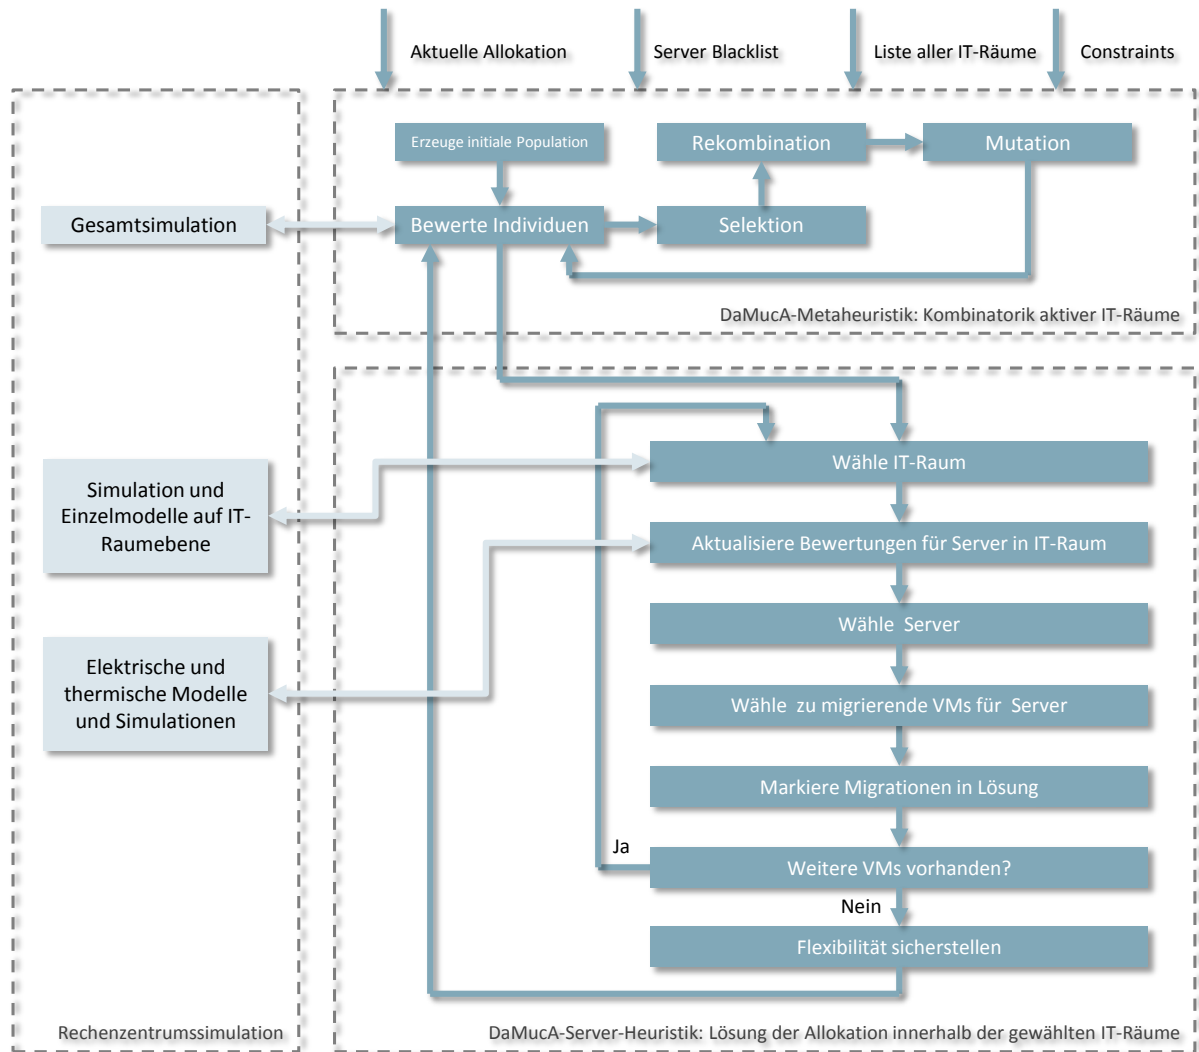 Aktuelle Allokation
Server Blacklist
Liste aller IT-Räume
Constraints
Erzeuge initiale Population
Rekombination
Mutation
Gesamtsimulation
Bewerte Individuen
Selektion
DaMucA-Metaheuristik: Kombinatorik aktiver IT-Räume
Wähle IT-Raum
Simulation und
Einzelmodelle auf IT-
Raumebene
Aktualisiere Bewertungen für Server in IT-Raum
Wähle Server
Elektrische und
thermische Modelle
und Simulationen
Wähle zu migrierende VMs für Server
Markiere Migrationen in Lösung
Ja
Weitere VMs vorhanden?
Nein
Flexibilität sicherstellen
Rechenzentrumssimulation
DaMucA-Server-Heuristik: Lösung der Allokation innerhalb der gewählten IT-Räume